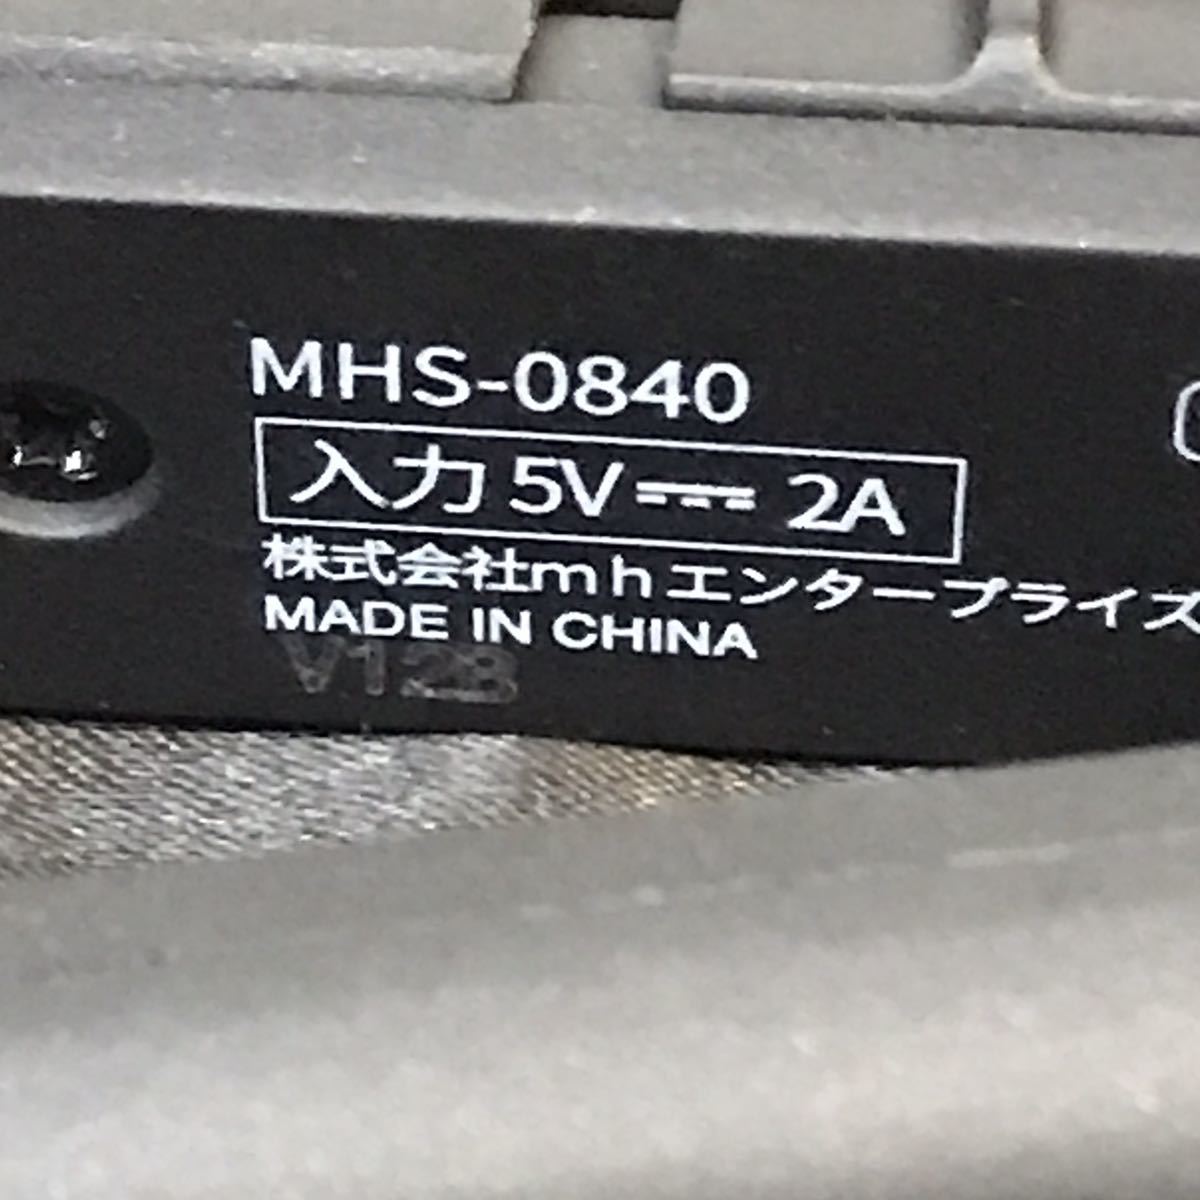 MHS-0840
入力 5V⎓ 2A
株式会社mhエンタープライズ
MADE IN CHINA
V128